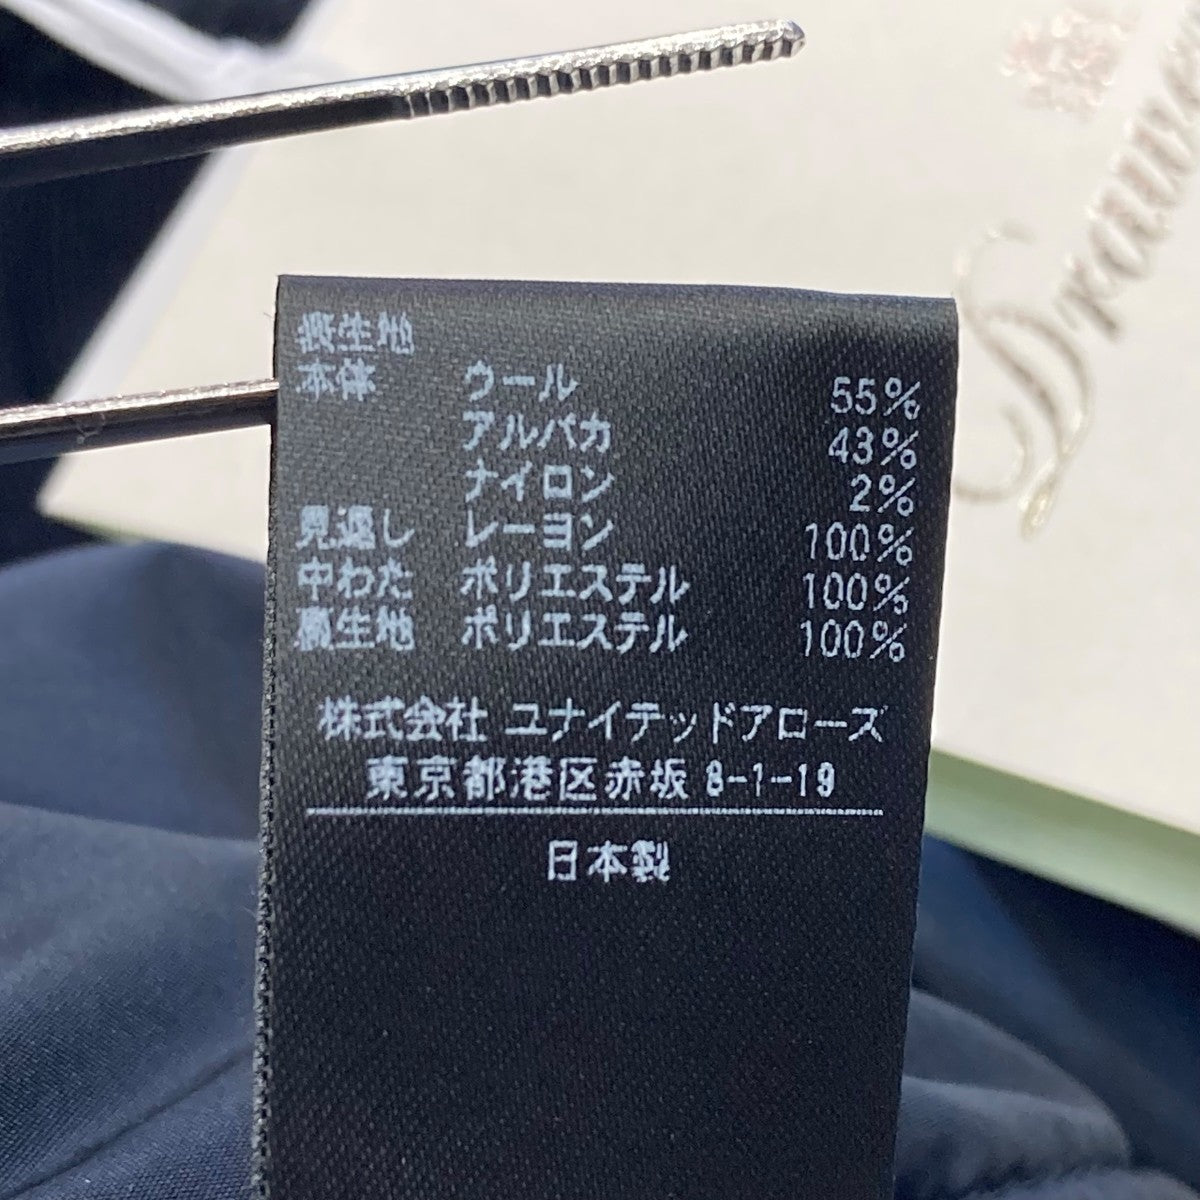 表生地
本体 ウール 55%
アルパカ 43%
ナイロン 2%
見返し レーヨン 100%
中わた ポリエステル 100%
裏生地 ポリエステル 100%
株式会社 ユナイテッドアローズ
東京都港区赤坂 8-1-19
日本製